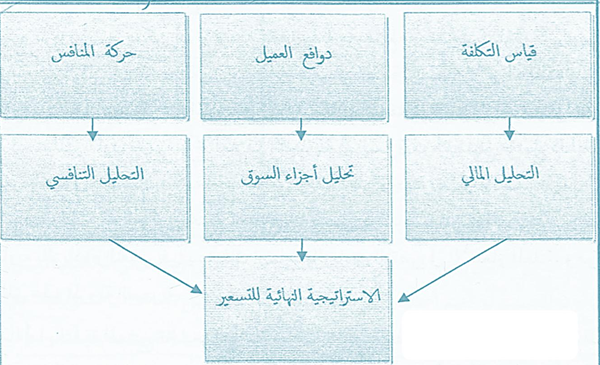 قياس التكلفة
دوافع العميل
حركة المنافس
التحليل المالي
تحليل أجزاء السوق
التحليل التنافسي
الاستراتيجية النهائية للتسعير